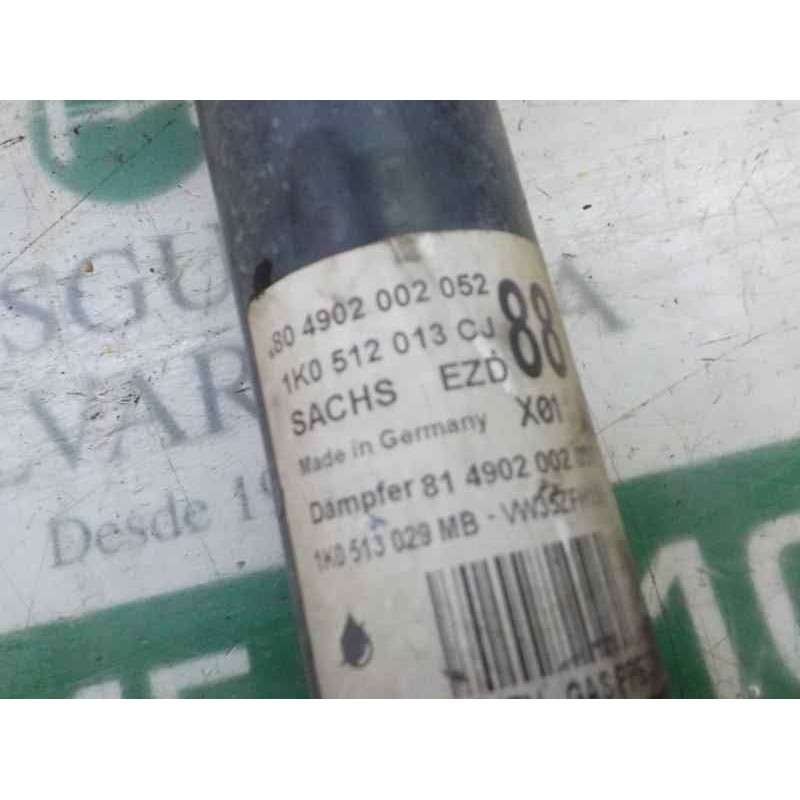 80 4902 002 052
1K0 512 013 CJ
88
SACHS EZD
Made in Germany X01
Dämpfer 81 4902 002
1K0 513 029 MB -
GAS
Desde